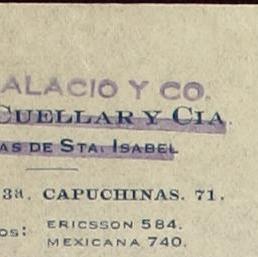 ALACIO Y CO.
CUELLAR Y CIA.
AS DE STA. ISABEL
3a. CAPUCHINAS. 71.
OS: ERICSSON 584.
MEXICANA 740.